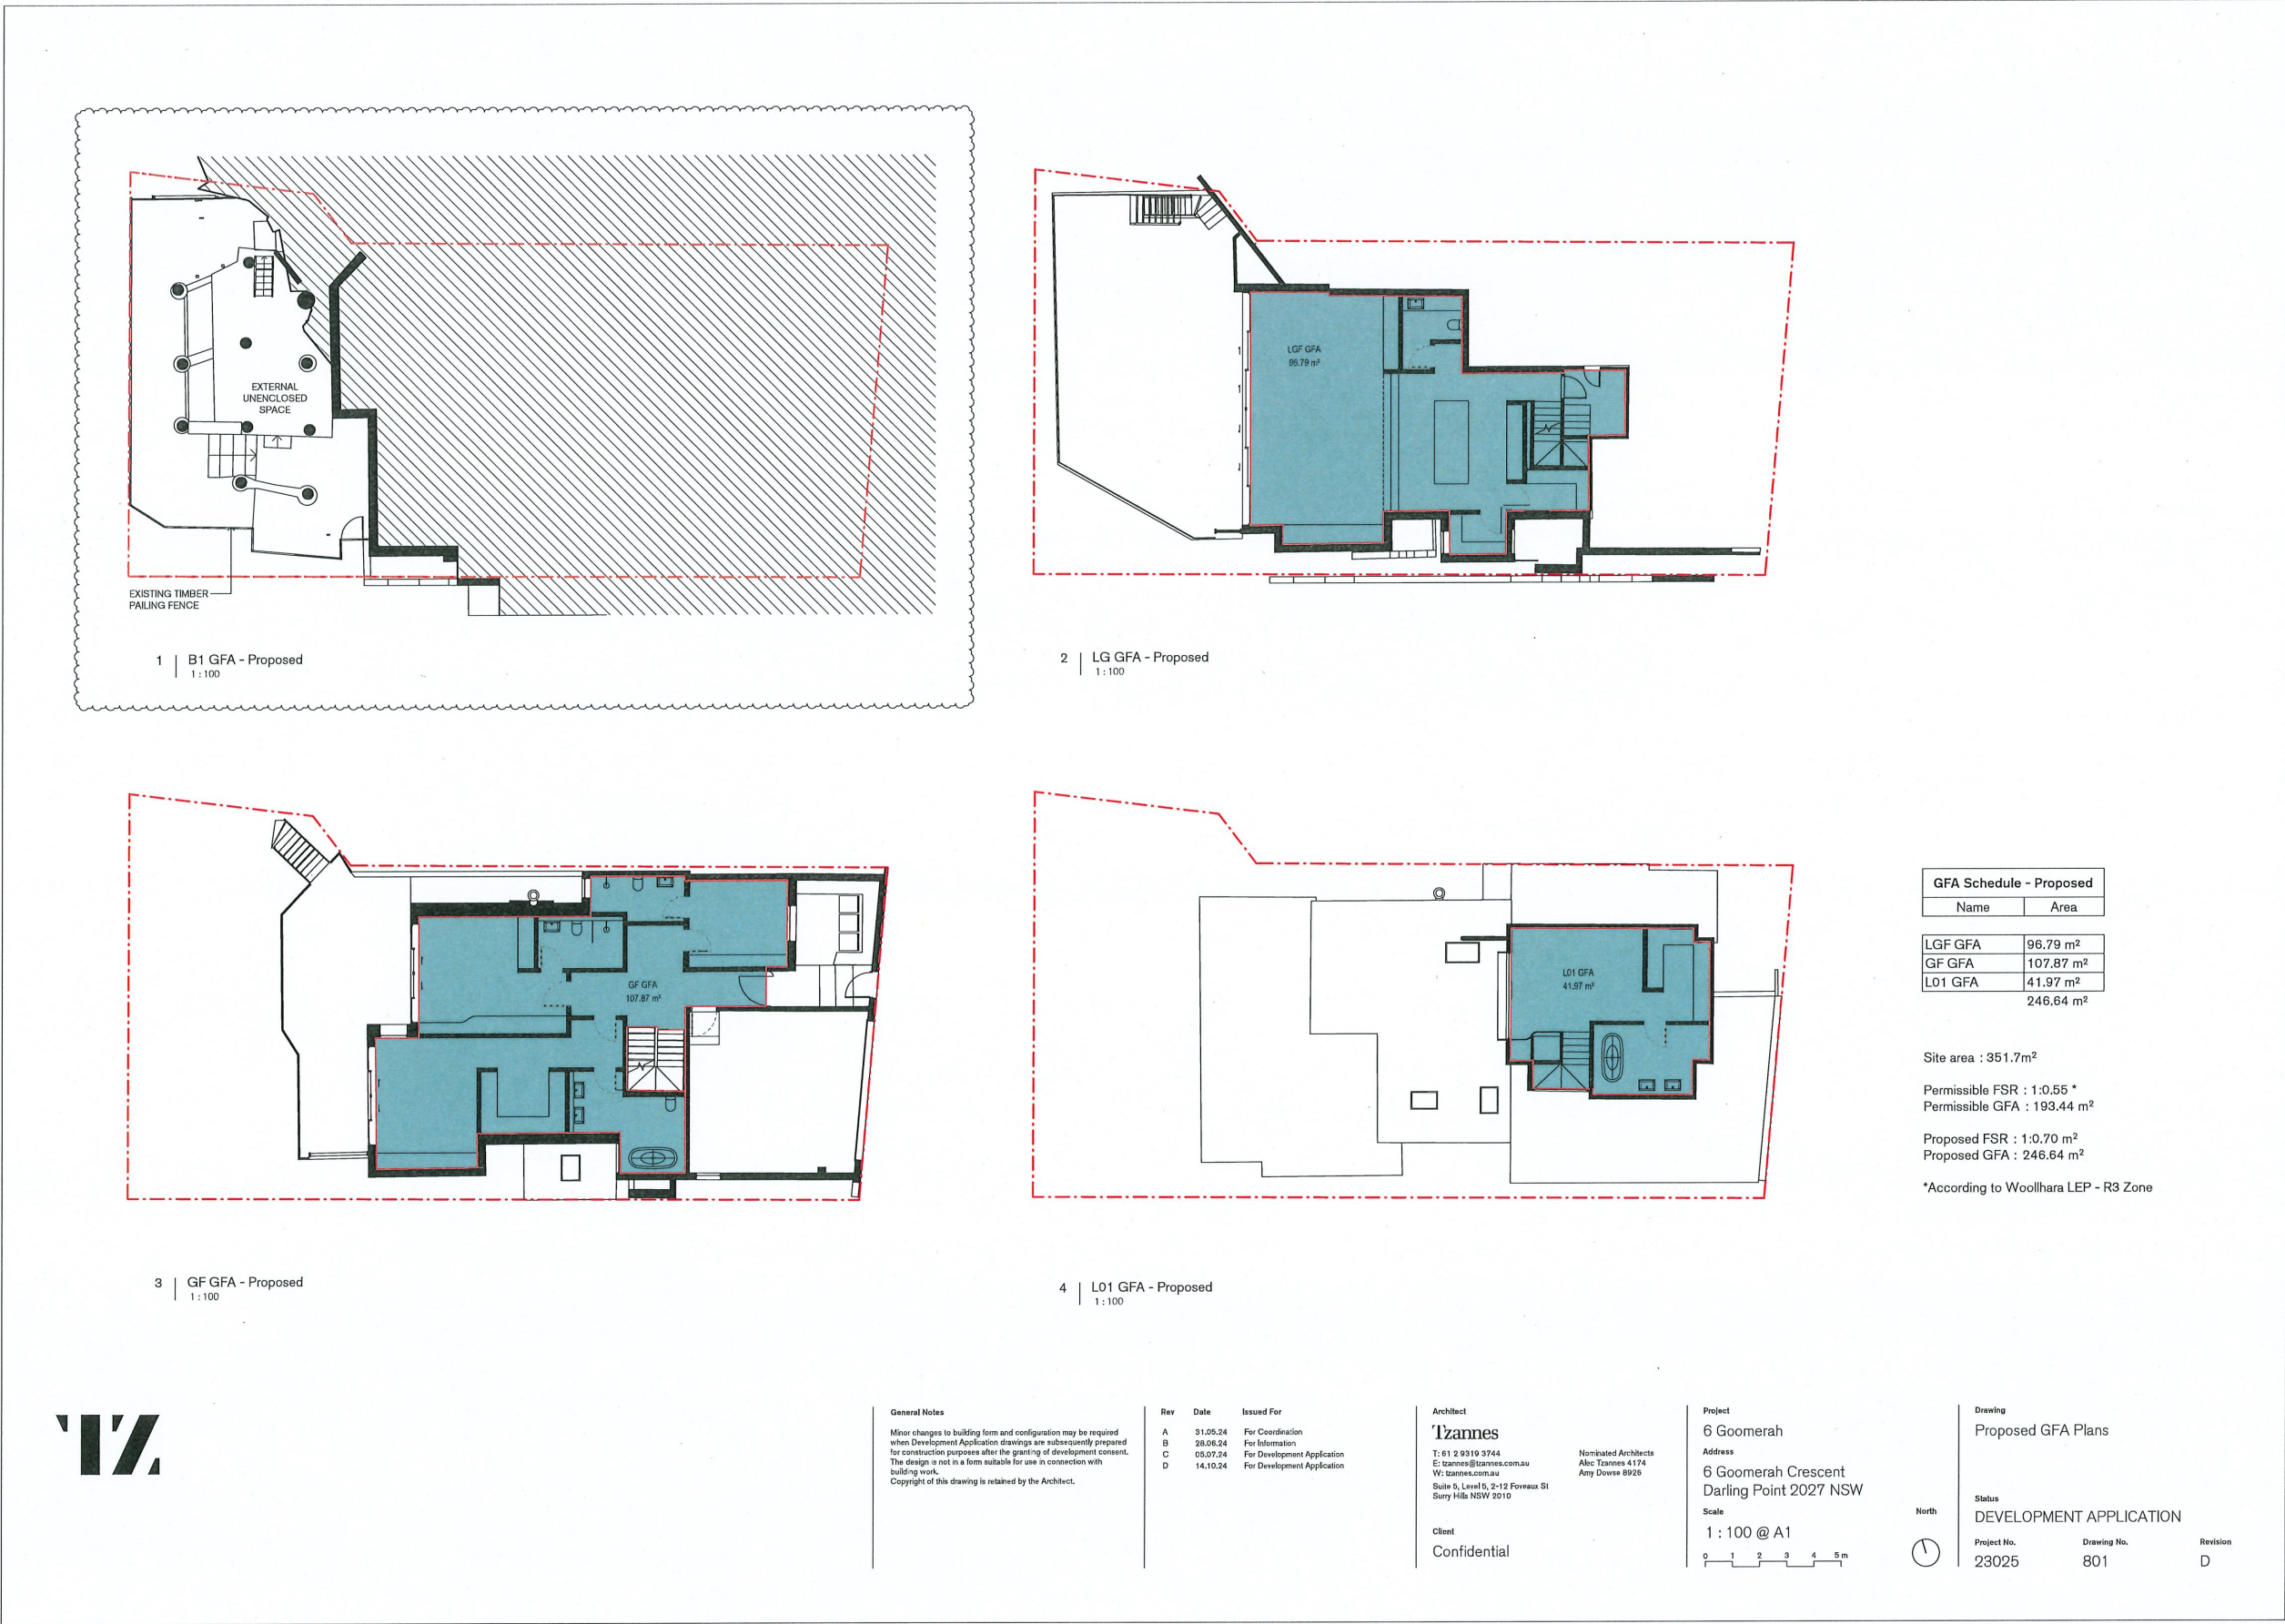 EXTERNAL
UNENCLOSED
SPACE
EXISTING TIMBER
PAILING FENCE
1 B1 GFA - Proposed
1 : 100
LGF GFA
96.79 m²
2 LG GFA - Proposed
1 : 100
GF GFA
107.87 m²
3 GF GFA - Proposed
1 : 100
L01 GFA
41.97 m²
4 L01 GFA - Proposed
1 : 100
GFA Schedule - Proposed
Name Area
LGF GFA 96.79 m²
GF GFA 107.87 m²
L01 GFA 41.97 m²
246.64 m²
Site area : 351.7m²
Permissible FSR : 1:0.55 *
Permissible GFA : 193.44 m²
Proposed FSR : 1:0.70 m²
Proposed GFA : 246.64 m²
*According to Woollhara LEP - R3 Zone
TZ
General Notes
Minor changes to building form and configuration may be required
when Development Application drawings are subsequently prepared
for construction purposes after the granting of development consent.
The design is not in a form suitable for use in connection with
building work.
Copyright of this drawing is retained by the Architect.
Rev Date Issued For
A 31.05.24 For Coordination
B 28.06.24 For Information
C 05.07.24 For Development Application
D 14.10.24 For Development Application
Architect
Tzannes
T: 61 2 9319 3744
E: tzannes@tzannes.com.au
W: tzannes.com.au
Suite 5, Level 5, 2-12 Foveaux St
Surry Hills NSW 2010
Nominated Architects
Alec Tzannes 4174
Amy Dowse 8926
Client
Confidential
Project
6 Goomerah
Address
6 Goomerah Crescent
Darling Point 2027 NSW
Scale
1 : 100 @ A1
0 1 2 3 4 5 m
North
Drawing
Proposed GFA Plans
Status
DEVELOPMENT APPLICATION
Project No. Drawing No. Revision
23025 801 D